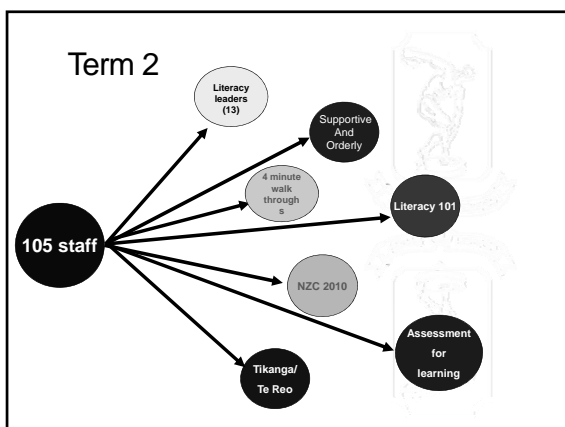 Term 2
Literacy
leaders
(13)
Supportive
And
Orderly
4 minute
walk
through
s
Literacy 101
105 staff
NZC 2010
Assessment
for
learning
Tikanga/
Te Reo